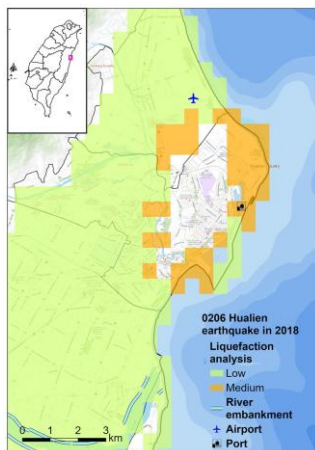 0206 Hualien
earthquake in 2018
Liquefaction
analysis
Low
Medium
River
embankment
Airport
Port
0 1 2 3
km